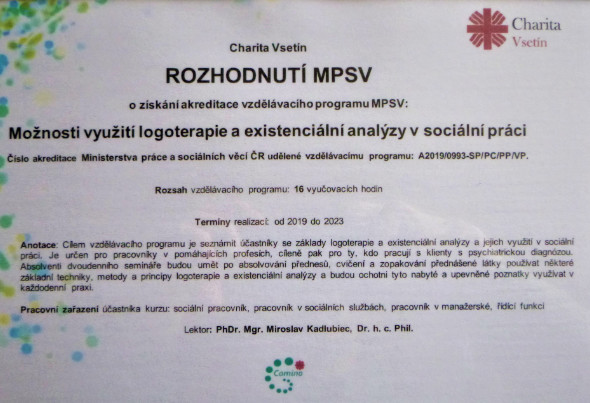 Charita
Vsetín
Charita Vsetín
ROZHODNUTÍ MPSV
o získání akreditace vzdělávacího programu MPSV:
Možnosti využití logoterapie a existenciální analýzy v sociální práci
Číslo akreditace Ministerstva práce a sociálních věcí ČR udělené vzdělávacímu programu: A2019/0993-SP/PC/PP/VP.
Rozsah vzdělávacího programu: 16 vyučovacích hodin
Termíny realizací: od 2019 do 2023
Anotace: Cílem vzdělávacího programu je seznámit účastníky se základy logoterapie a existenciální analýzy a jejich využití v sociální
práci. Je určen pro pracovníky v pomáhajících profesích, cíleně pak pro ty, kdo pracují s klienty s psychiatrickou diagnózou.
Absolventi dvoudenního semináře budou umět po absolvování přednesů, cvičení a zopakování přednášené látky používat některé
základní techniky, metody a principy logoterapie a existenciální analýzy a budou ochotni tyto nabyté a upevněné poznatky využívat v
každodenní praxi.
Pracovní zařazení účastníka kurzu: sociální pracovník, pracovník v sociálních službách, pracovník v manažerské, řídící funkci
Lektor: PhDr. Mgr. Miroslav Kadlubiec, Dr. h. c. Phil.
Camino